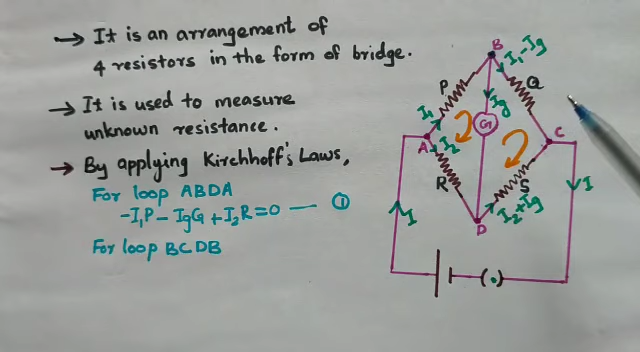 → It is an arrangement of
4 resistors in the form of bridge.
→ It is used to measure
unknown resistance.
→ By applying Kirchhoff's Laws,
For loop ABDA
-I₁P - IgG + I₂R = 0 — ①
For loop BCDB
B
I₁-Ig
P
Q
I₁
Ig
G
A
I₂
C
R
S
I
I
D
I₂+Ig
(·)